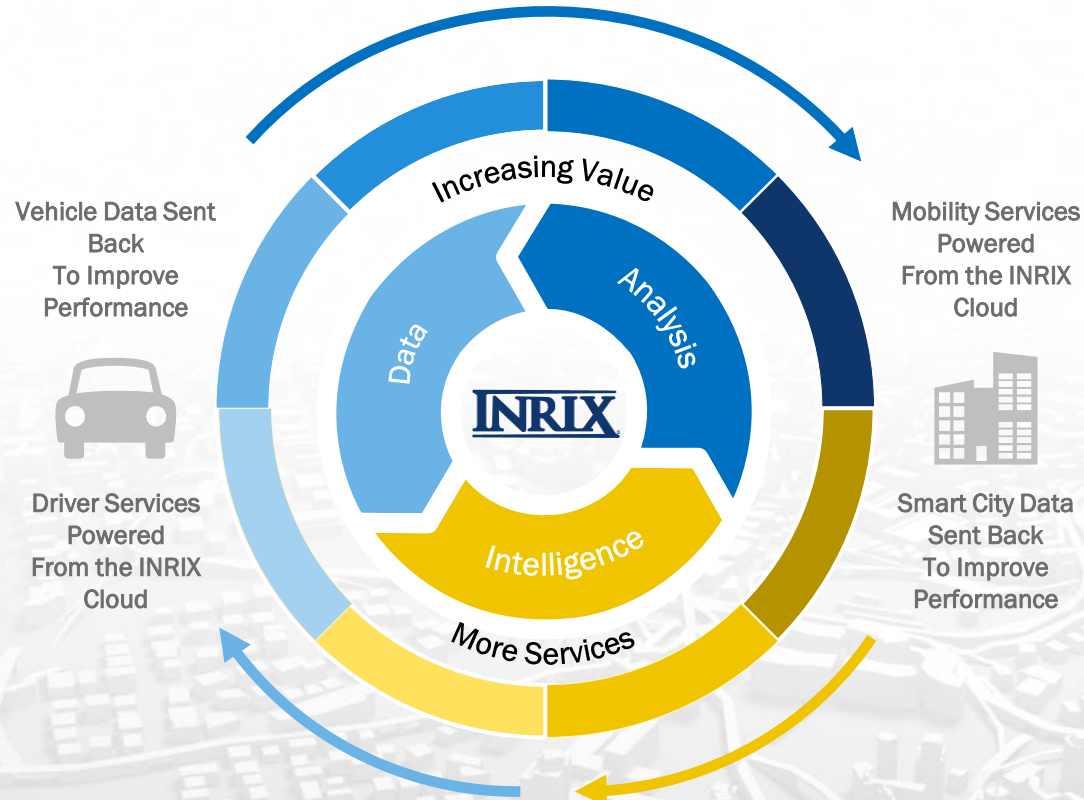 Increasing Value
Vehicle Data Sent
Back
To Improve
Performance
Mobility Services
Powered
From the INRIX
Cloud
Data
Analysis
INRIX
Driver Services
Powered
From the INRIX
Cloud
Smart City Data
Sent Back
To Improve
Performance
Intelligence
More Services